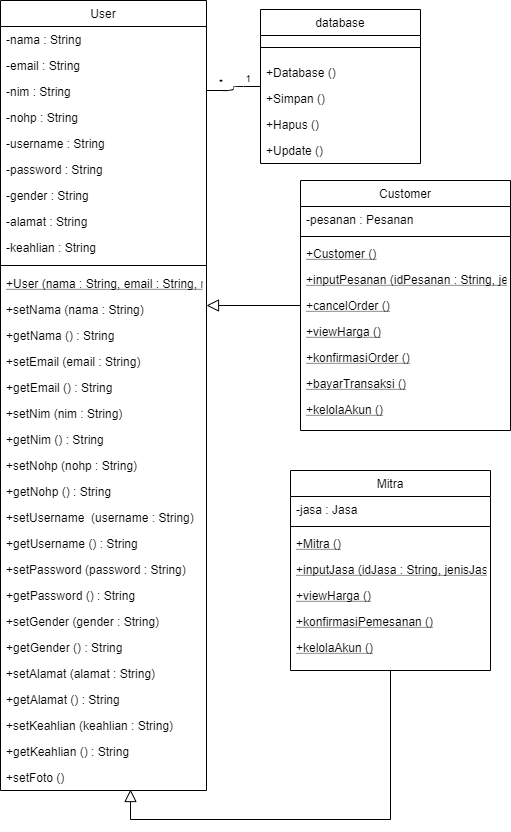 User
-nama : String
-email : String
-nim : String
-nohp : String
-username : String
-password : String
-gender : String
-alamat : String
-keahlian : String
+User (nama : String, email : String,
+setNama (nama : String)
+getNama () : String
+setEmail (email : String)
+getEmail () : String
+setNim (nim : String)
+getNim () : String
+setNohp (nohp : String)
+getNohp () : String
+setUsername  (username : String)
+getUsername () : String
+setPassword (password : String)
+getPassword () : String
+setGender (gender : String)
+getGender () : String
+setAlamat (alamat : String)
+getAlamat () : String
+setKeahlian (keahlian : String)
+getKeahlian () : String
+setFoto ()
* 1
database
+Database ()
+Simpan ()
+Hapus ()
+Update ()
Customer
-pesanan : Pesanan
+Customer ()
+inputPesanan (idPesanan : String, je
+cancelOrder ()
+viewHarga ()
+konfirmasiOrder ()
+bayarTransaksi ()
+kelolaAkun ()
Mitra
-jasa : Jasa
+Mitra ()
+inputJasa (idJasa : String, jenisJas
+viewHarga ()
+konfirmasiPemesanan ()
+kelolaAkun ()